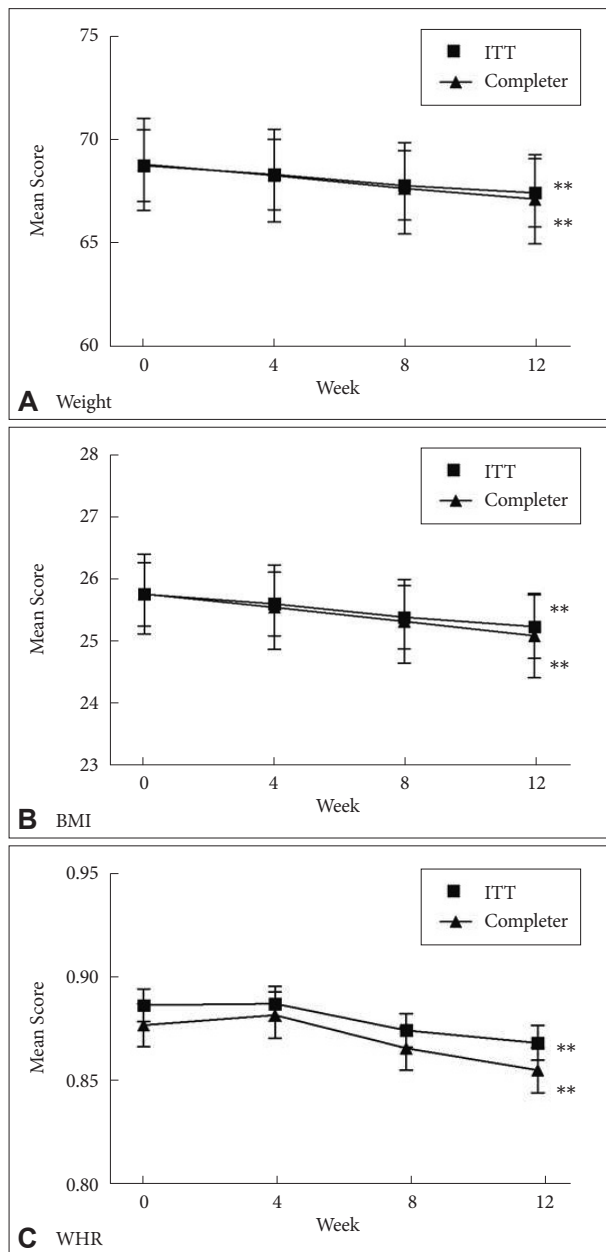 75
70
65
60
Mean Score
ITT
Completer
**
**
0 4 8 12
Week
A Weight
28
27
26
25
24
23
Mean Score
ITT
Completer
**
**
0 4 8 12
Week
B BMI
0.95
0.90
0.85
0.80
Mean Score
ITT
Completer
**
**
0 4 8 12
Week
C WHR